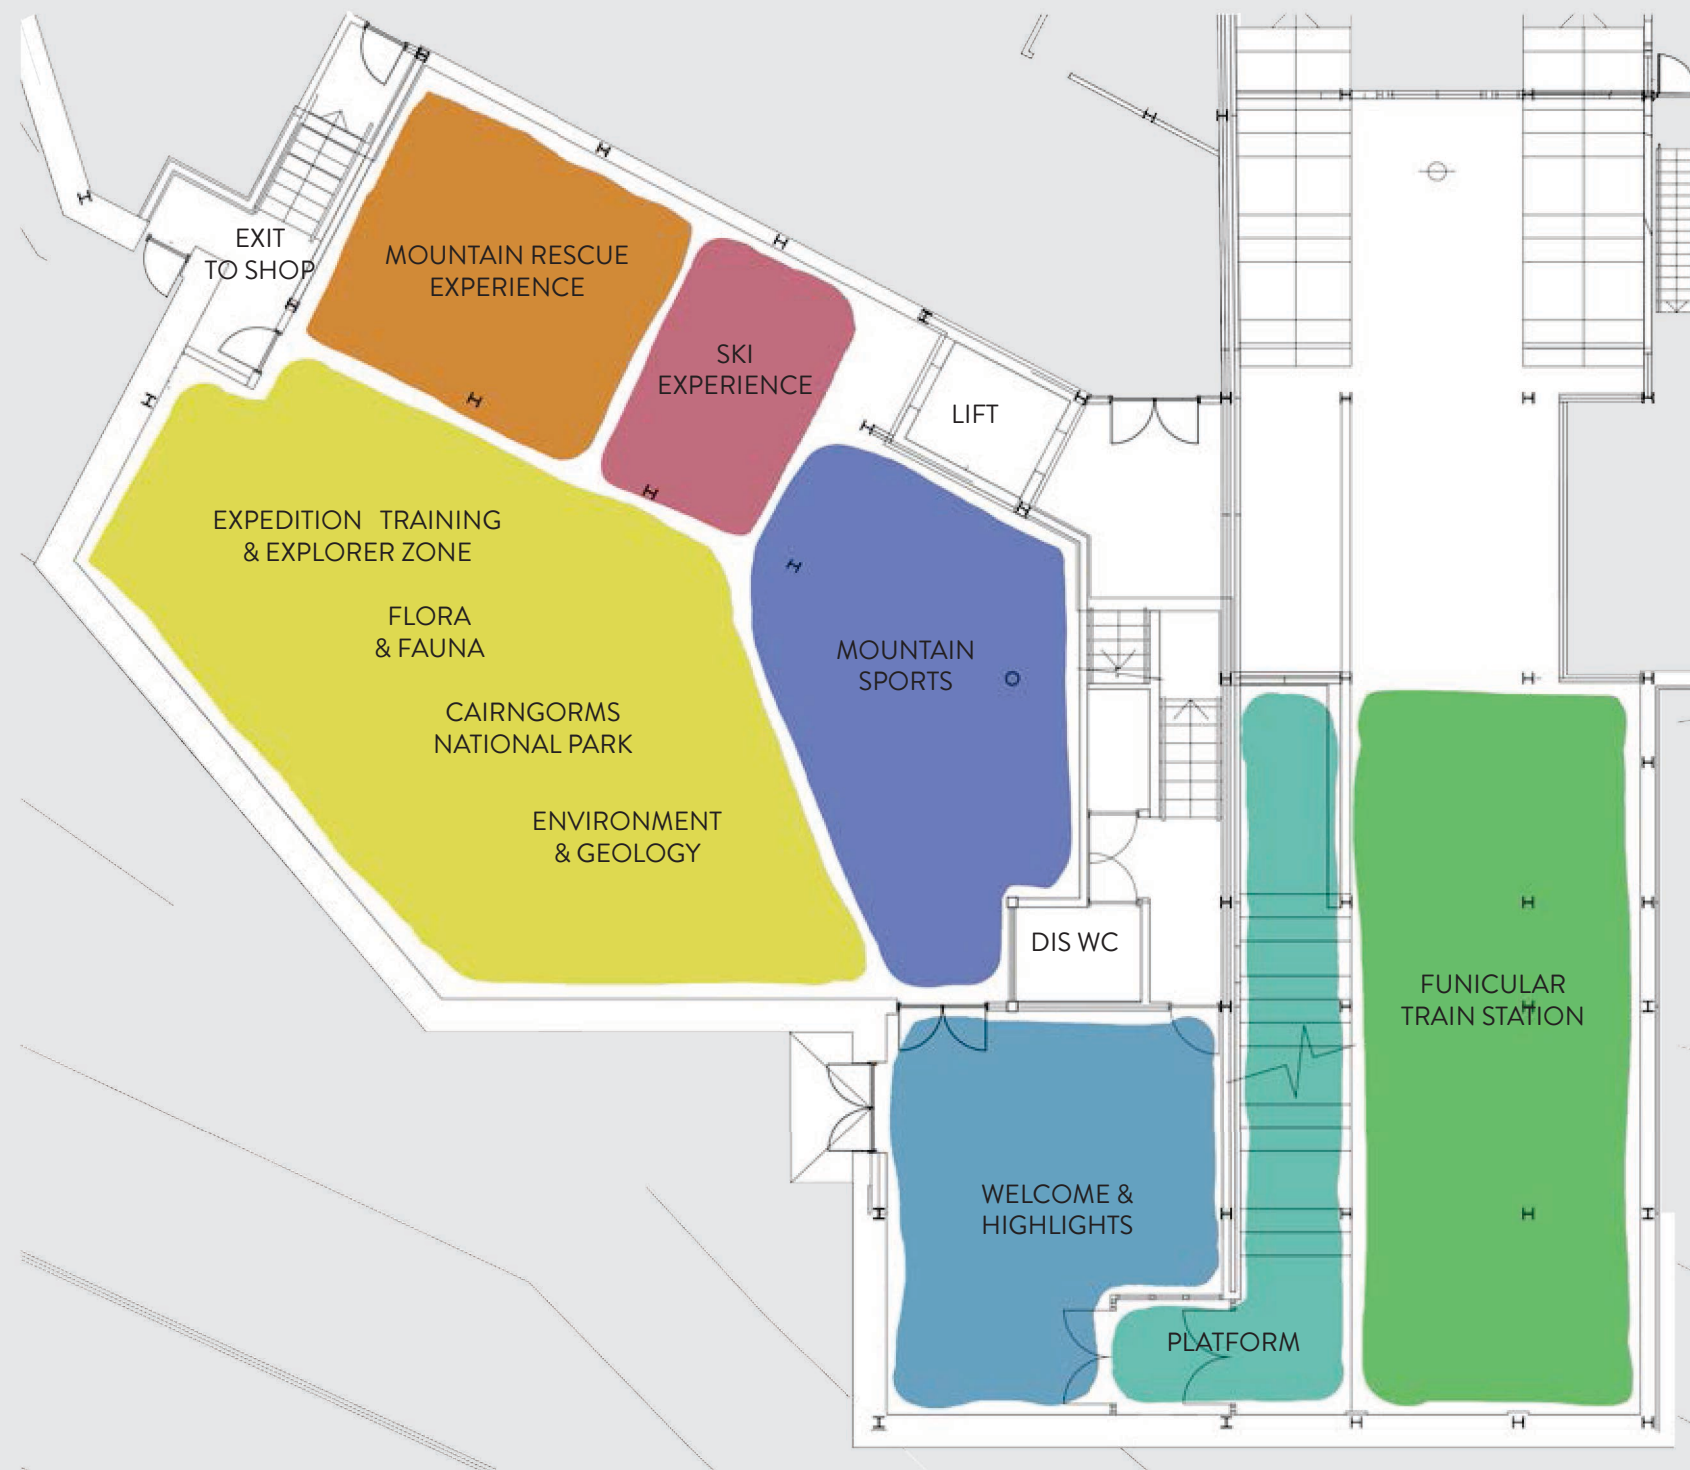 EXIT
TO SHOP
MOUNTAIN RESCUE
EXPERIENCE
SKI
EXPERIENCE
LIFT
EXPEDITION TRAINING
& EXPLORER ZONE
FLORA
& FAUNA
CAIRNGORMS
NATIONAL PARK
ENVIRONMENT
& GEOLOGY
MOUNTAIN
SPORTS
DIS WC
FUNICULAR
TRAIN STATION
WELCOME &
HIGHLIGHTS
PLATFORM